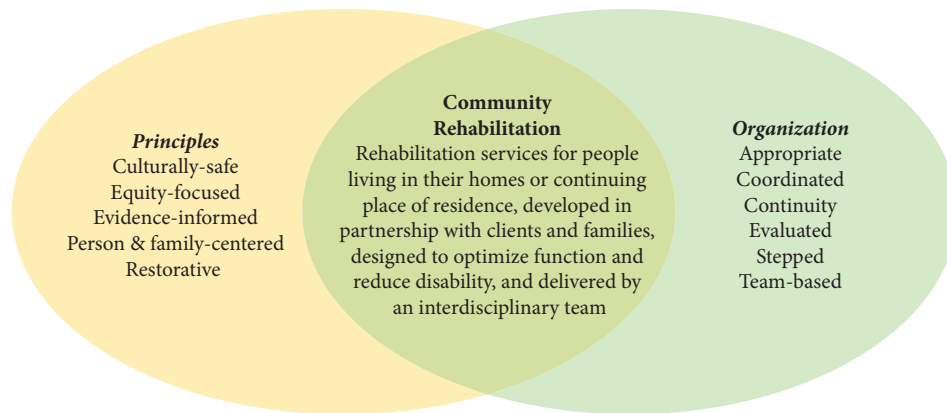 Principles
Culturally-safe
Equity-focused
Evidence-informed
Person & family-centered
Restorative
Community
Rehabilitation
Rehabilitation services for people
living in their homes or continuing
place of residence, developed in
partnership with clients and families,
designed to optimize function and
reduce disability, and delivered by
an interdisciplinary team
Organization
Appropriate
Coordinated
Continuity
Evaluated
Stepped
Team-based